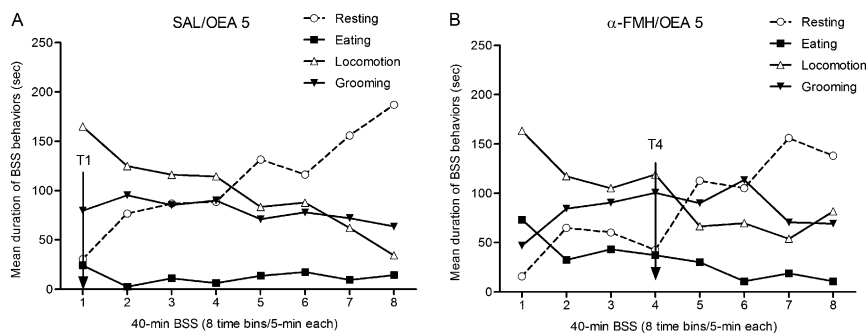 A
SAL/OEA 5
Resting
Eating
Locomotion
Grooming
Mean duration of BSS behaviors (sec)
250
200
150
100
50
0
T1
1 2 3 4 5 6 7 8
40-min BSS (8 time bins/5-min each)
B
α-FMH/OEA 5
Resting
Eating
Locomotion
Grooming
Mean duration of BSS behaviors (sec)
250
200
150
100
50
0
T4
1 2 3 4 5 6 7 8
40-min BSS (8 time bins/5-min each)